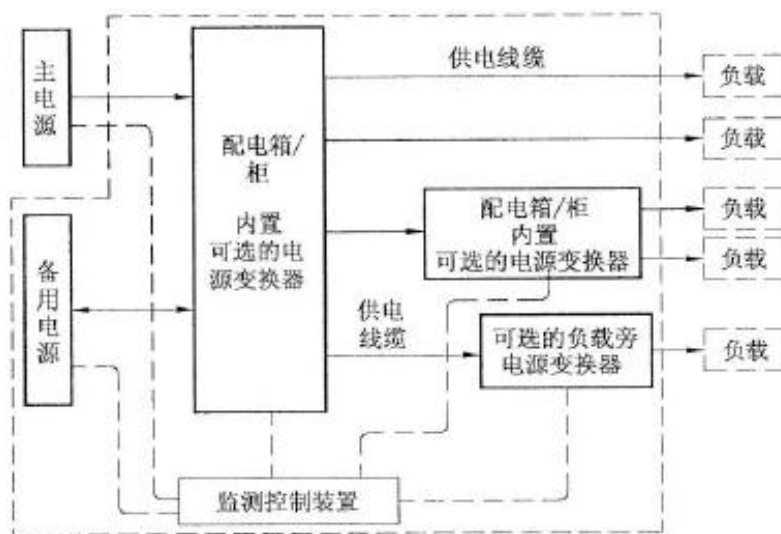 主
电
源
配电箱/
柜
内置
可选的电
源变换器
备
用
电
源
供电线缆
负载
负载
配电箱/柜
内置
可选的电源变换器
负载
负载
供电
线缆
可选的负载旁
电源变换器
负载
监测控制装置